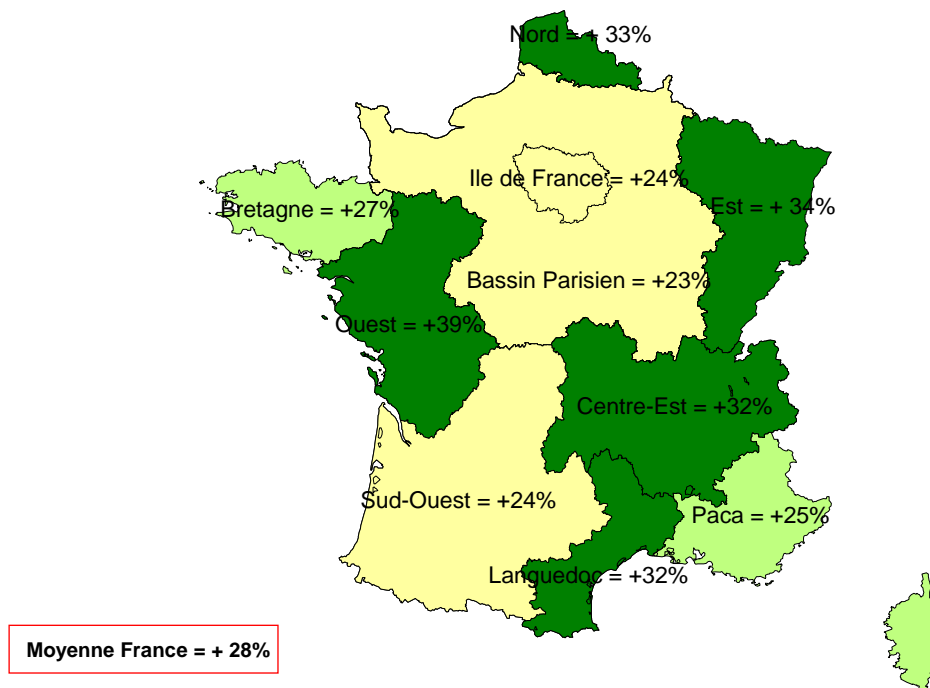 Nord = + 33%
Ile de France = +24%
Bretagne = +27%
Est = + 34%
Bassin Parisien = +23%
Ouest = +39%
Centre-Est = +32%
Sud-Ouest = +24%
Paca = +25%
Languedoc = +32%
Moyenne France = + 28%